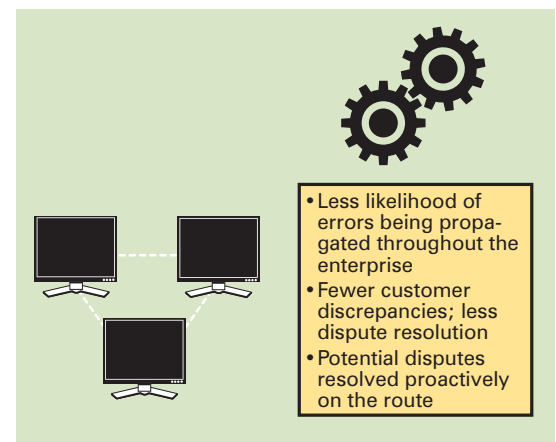 •Less likelihood of
errors being propa-
gated throughout the
enterprise
•Fewer customer
discrepancies; less
dispute resolution
•Potential disputes
resolved proactively
on the route